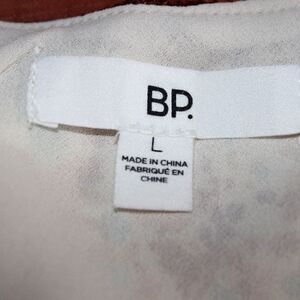 BP.
L
MADE IN CHINA
FABRIQUÉ EN
CHINE